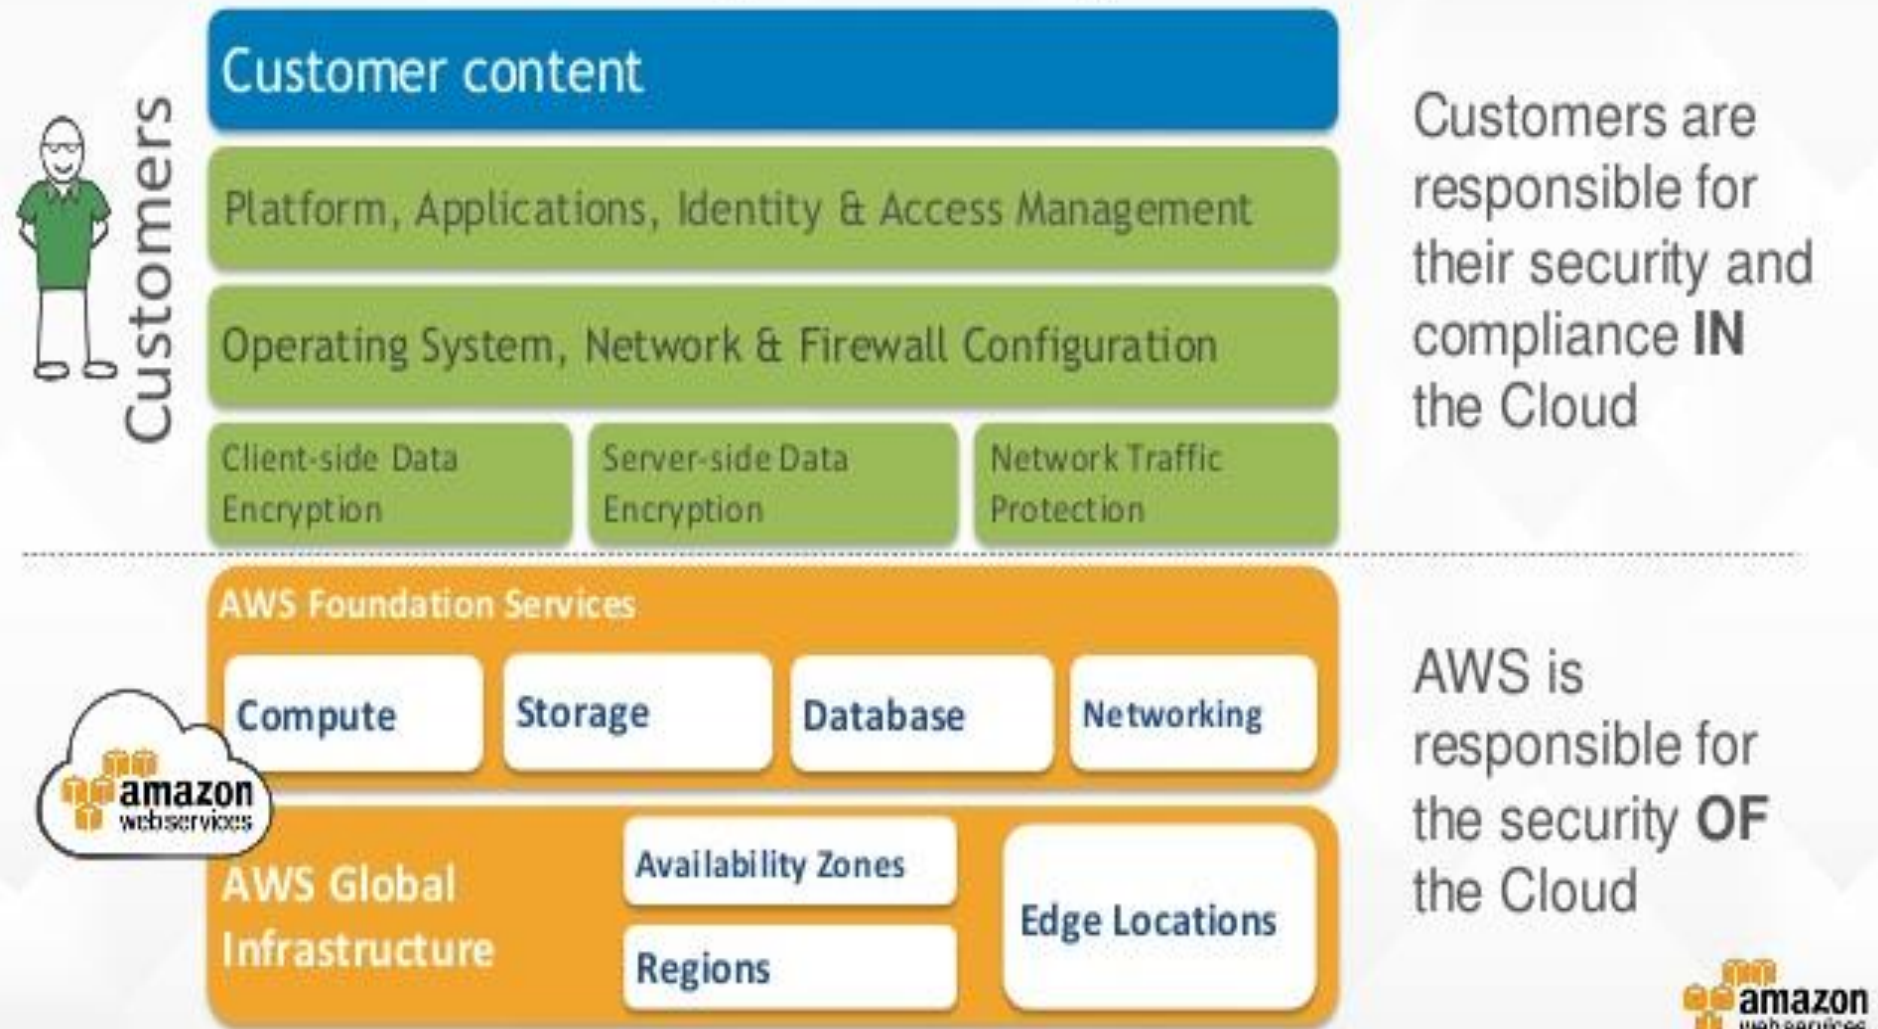 Customers
Customer content
Platform, Applications, Identity & Access Management
Operating System, Network & Firewall Configuration
Client-side Data
Encryption
Server-side Data
Encryption
Network Traffic
Protection
Customers are
responsible for
their security and
compliance IN
the Cloud
AWS Foundation Services
Compute
Storage
Database
Networking
amazon
webservices
AWS Global
Infrastructure
Availability Zones
Regions
Edge Locations
AWS is
responsible for
the security OF
the Cloud
amazon
webservices